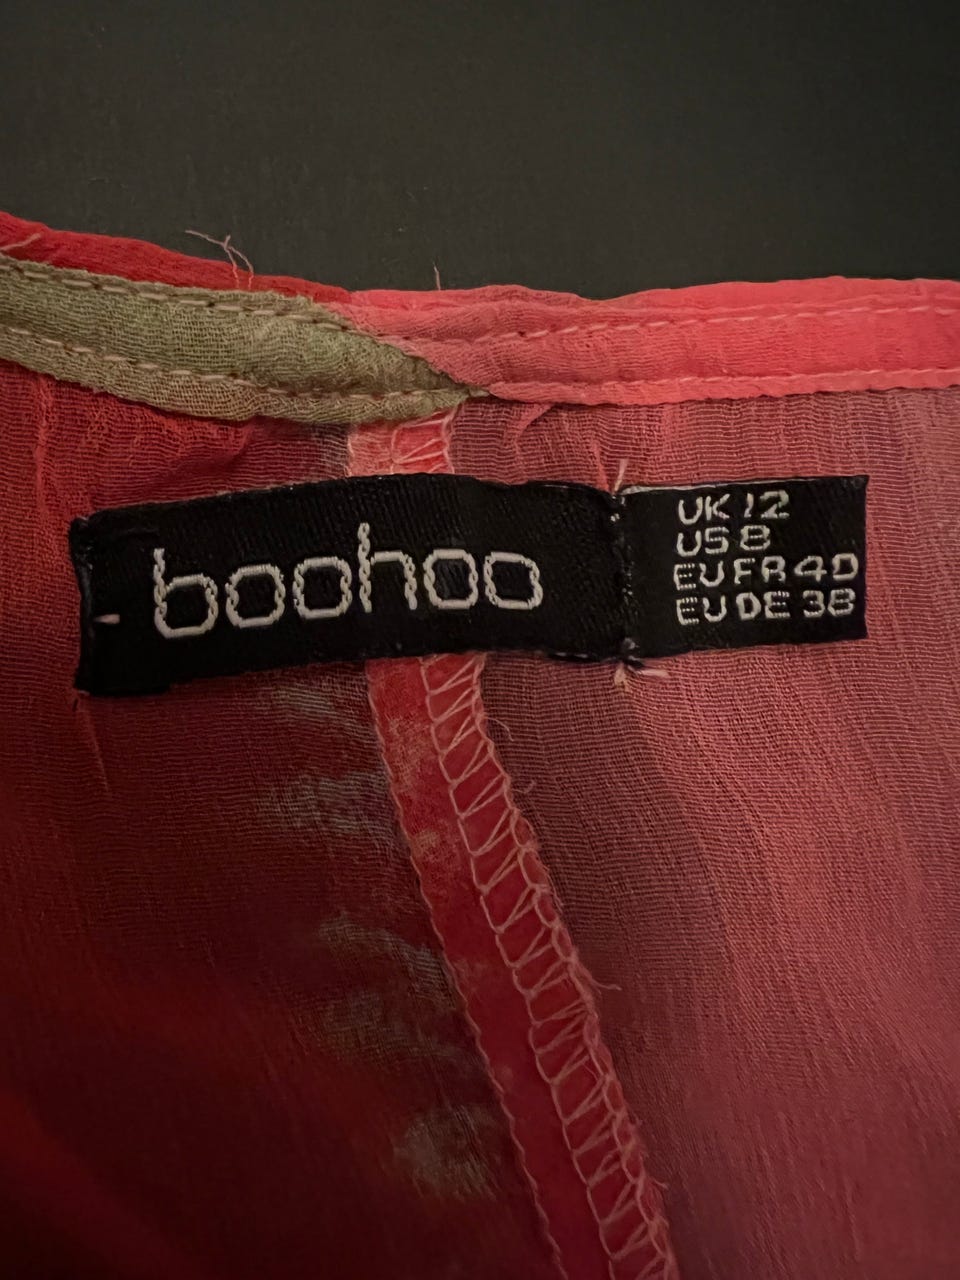 boohoo
UK 12
US 8
EU FR 40
EU DE 38